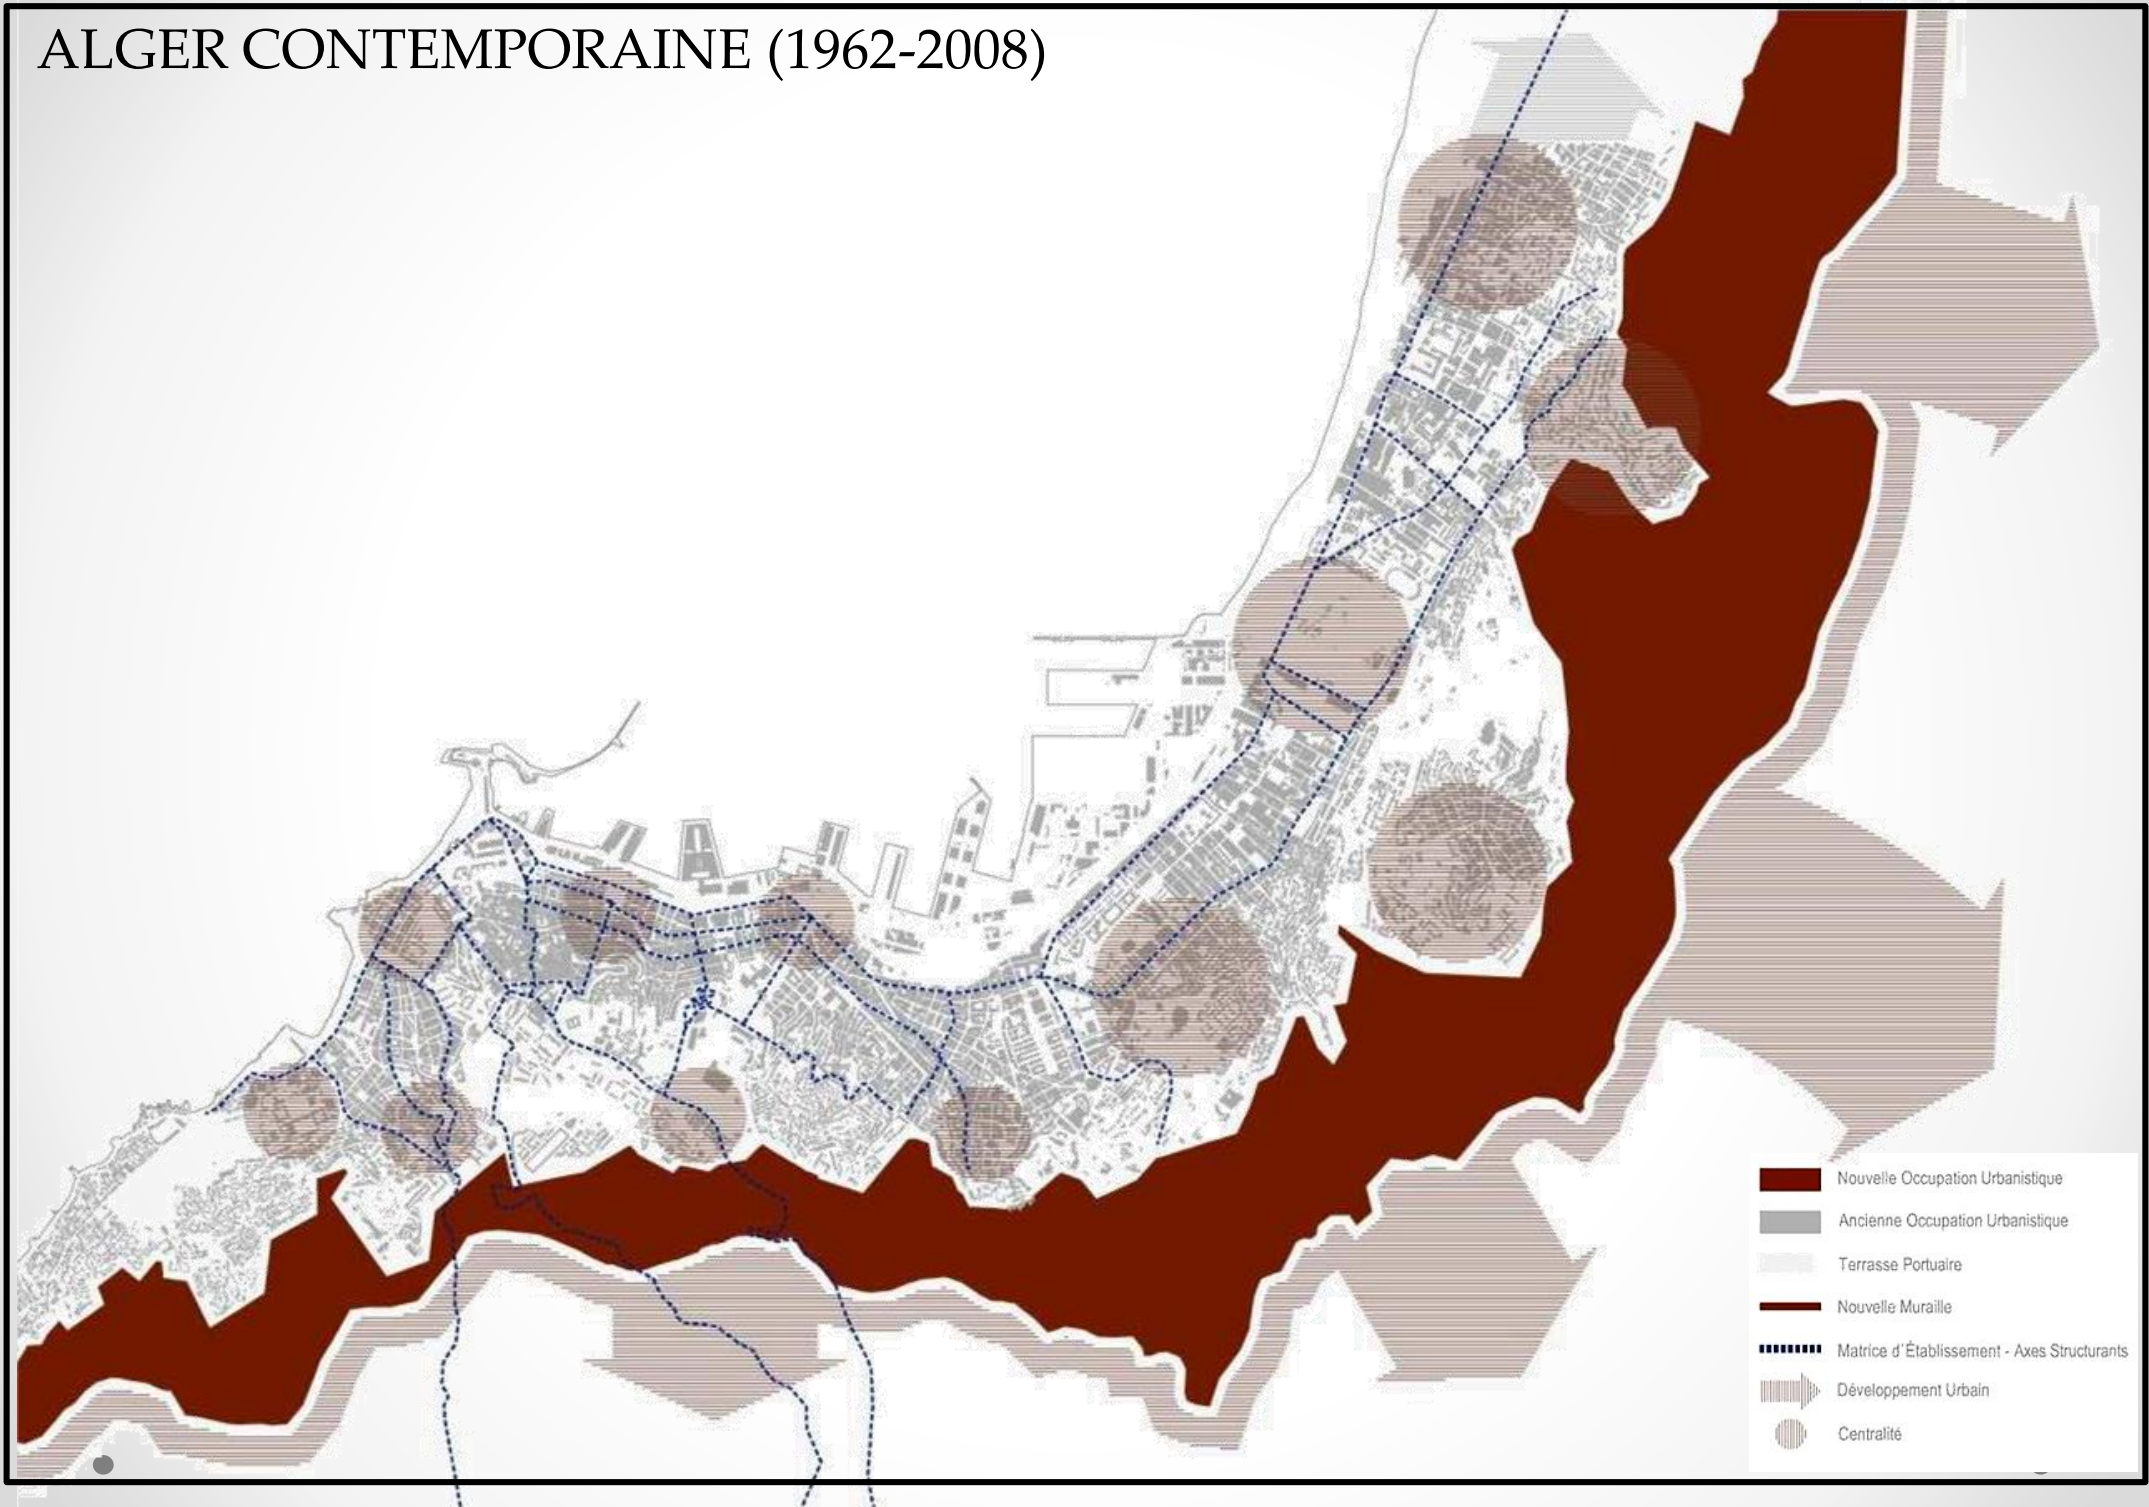 ALGER CONTEMPORAINE (1962-2008)
Nouvelle Occupation Urbanistique
Ancienne Occupation Urbanistique
Terrasse Portuaire
Nouvelle Muraille
Matrice d'Établissement - Axes Structurants
Développement Urbain
Centralité